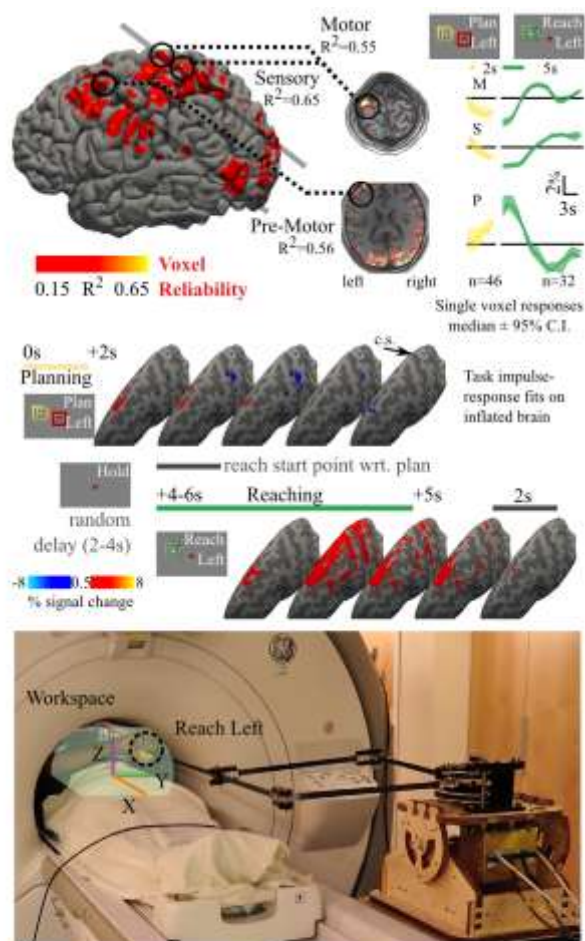 Motor
R²=0.55
Sensory
R²=0.65
Pre-Motor
R²=0.56
left right
Voxel
0.15 R² 0.65 Reliability
Plan
Left
Reach
Left
2s 5s
M
S
P
3s
n=46 n=32
Single voxel responses
median ± 95% C.I.
0s +2s
Planning
Plan
Left
c.s.
Task impulse-
response fits on
inflated brain
Hold
random
delay (2-4s)
reach start point wrt. plan
+4-6s Reaching +5s 2s
Reach
Left
-8 0.5 8
% signal change
Workspace
Reach Left
Z
Y
X